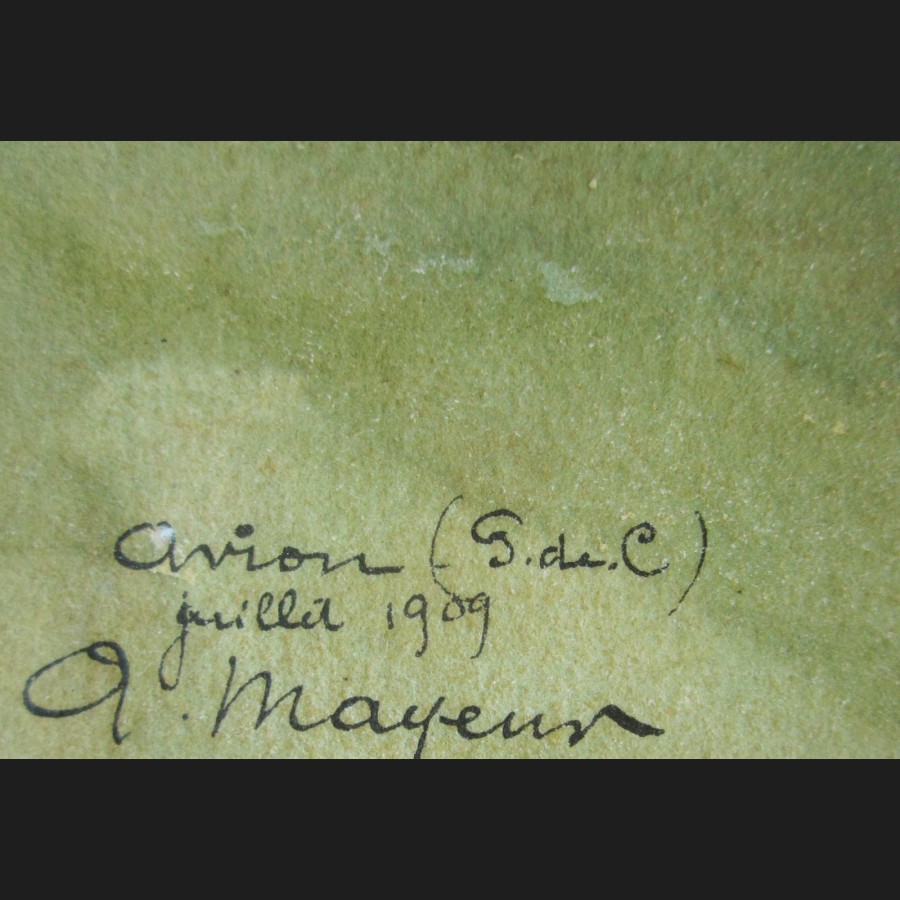 Avion (P.de.C)
juillet 1909
A. Mayeur